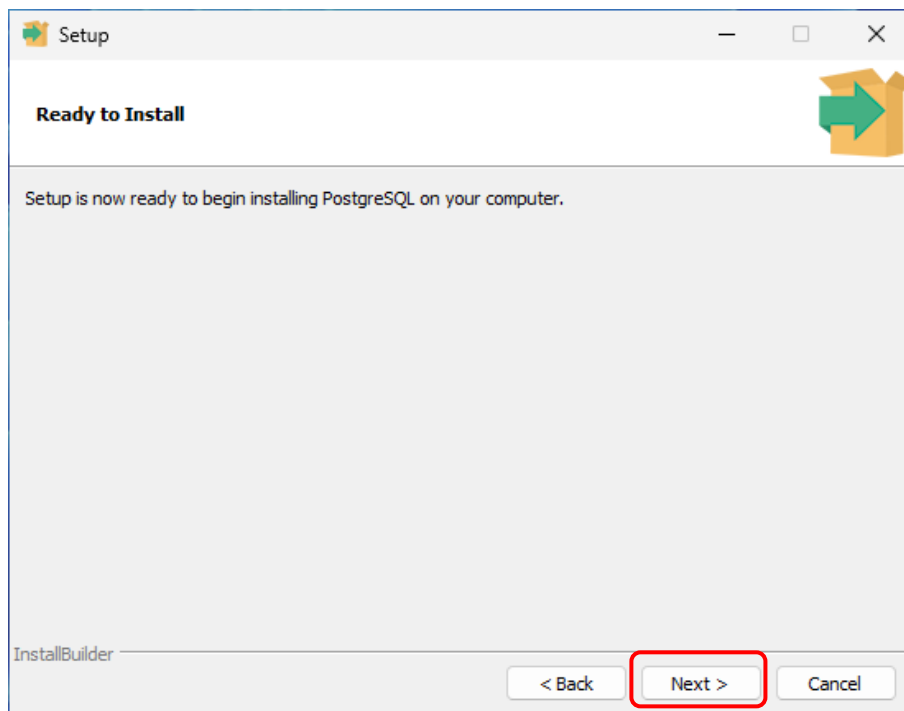 Setup
Ready to Install
Setup is now ready to begin installing PostgreSQL on your computer.
InstallBuilder
< Back
Next >
Cancel